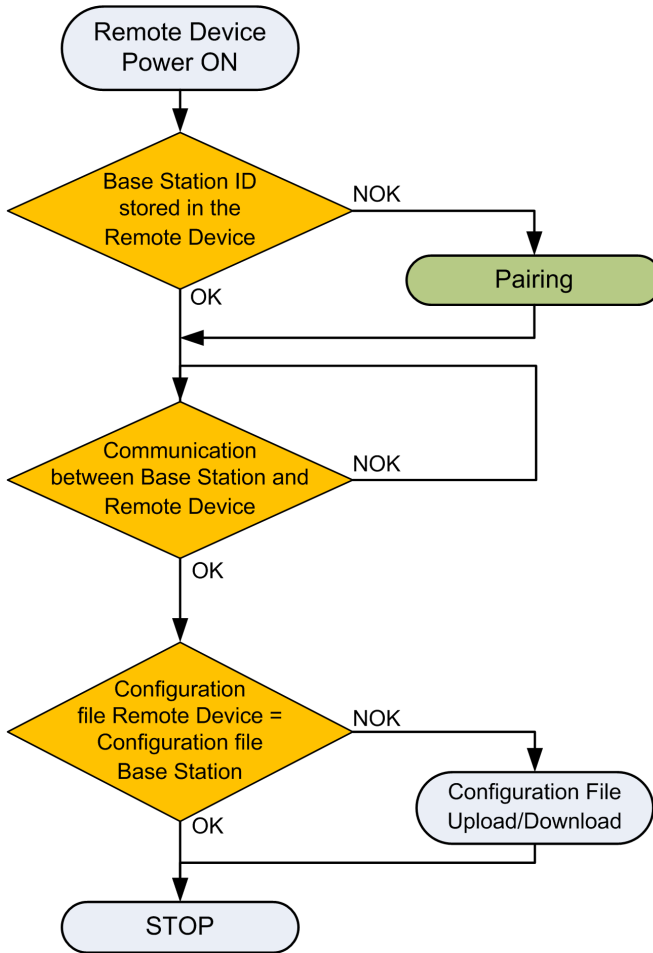 Remote Device
Power ON
Base Station ID
stored in the
Remote Device
NOK
Pairing
OK
Communication
between Base Station and
Remote Device
NOK
OK
Configuration
file Remote Device =
Configuration file
Base Station
NOK
Configuration File
Upload/Download
OK
STOP